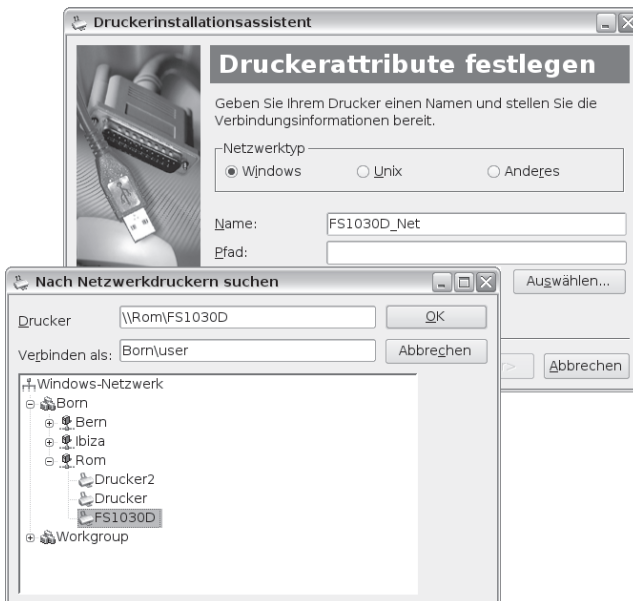 Druckerinstallationsassistent
Druckerattribute festlegen
Geben Sie Ihrem Drucker einen Namen und stellen Sie die
Verbindungsinformationen bereit.
Netzwerktyp
Windows
Unix
Anderes
Name:
FS1030D_Net
Pfad:
Auswählen...
Abbrechen
Nach Netzwerkdruckern suchen
Drucker
\\Rom\FS1030D
OK
Verbinden als:
Born\user
Abbrechen
Windows-Netzwerk
Born
Bern
Ibiza
Rom
Drucker2
Drucker
FS1030D
Workgroup